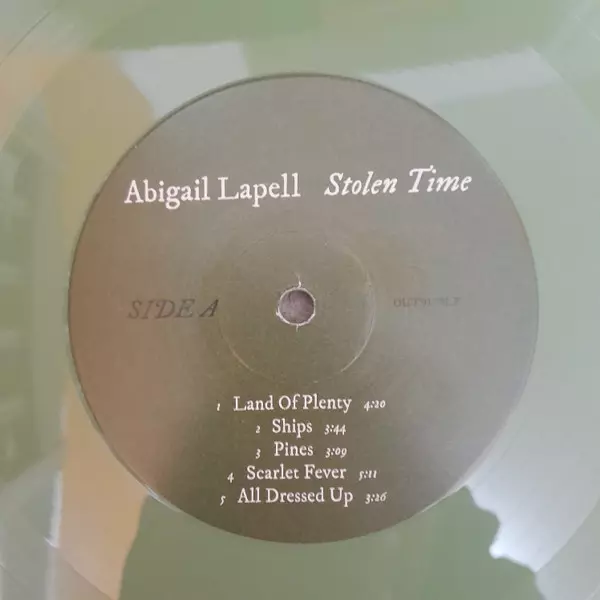 Abigail Lapell Stolen Time
SIDE A
1 Land Of Plenty 4:20
2 Ships 3:44
3 Pines 3:09
4 Scarlet Fever 5:11
5 All Dressed Up 3:26